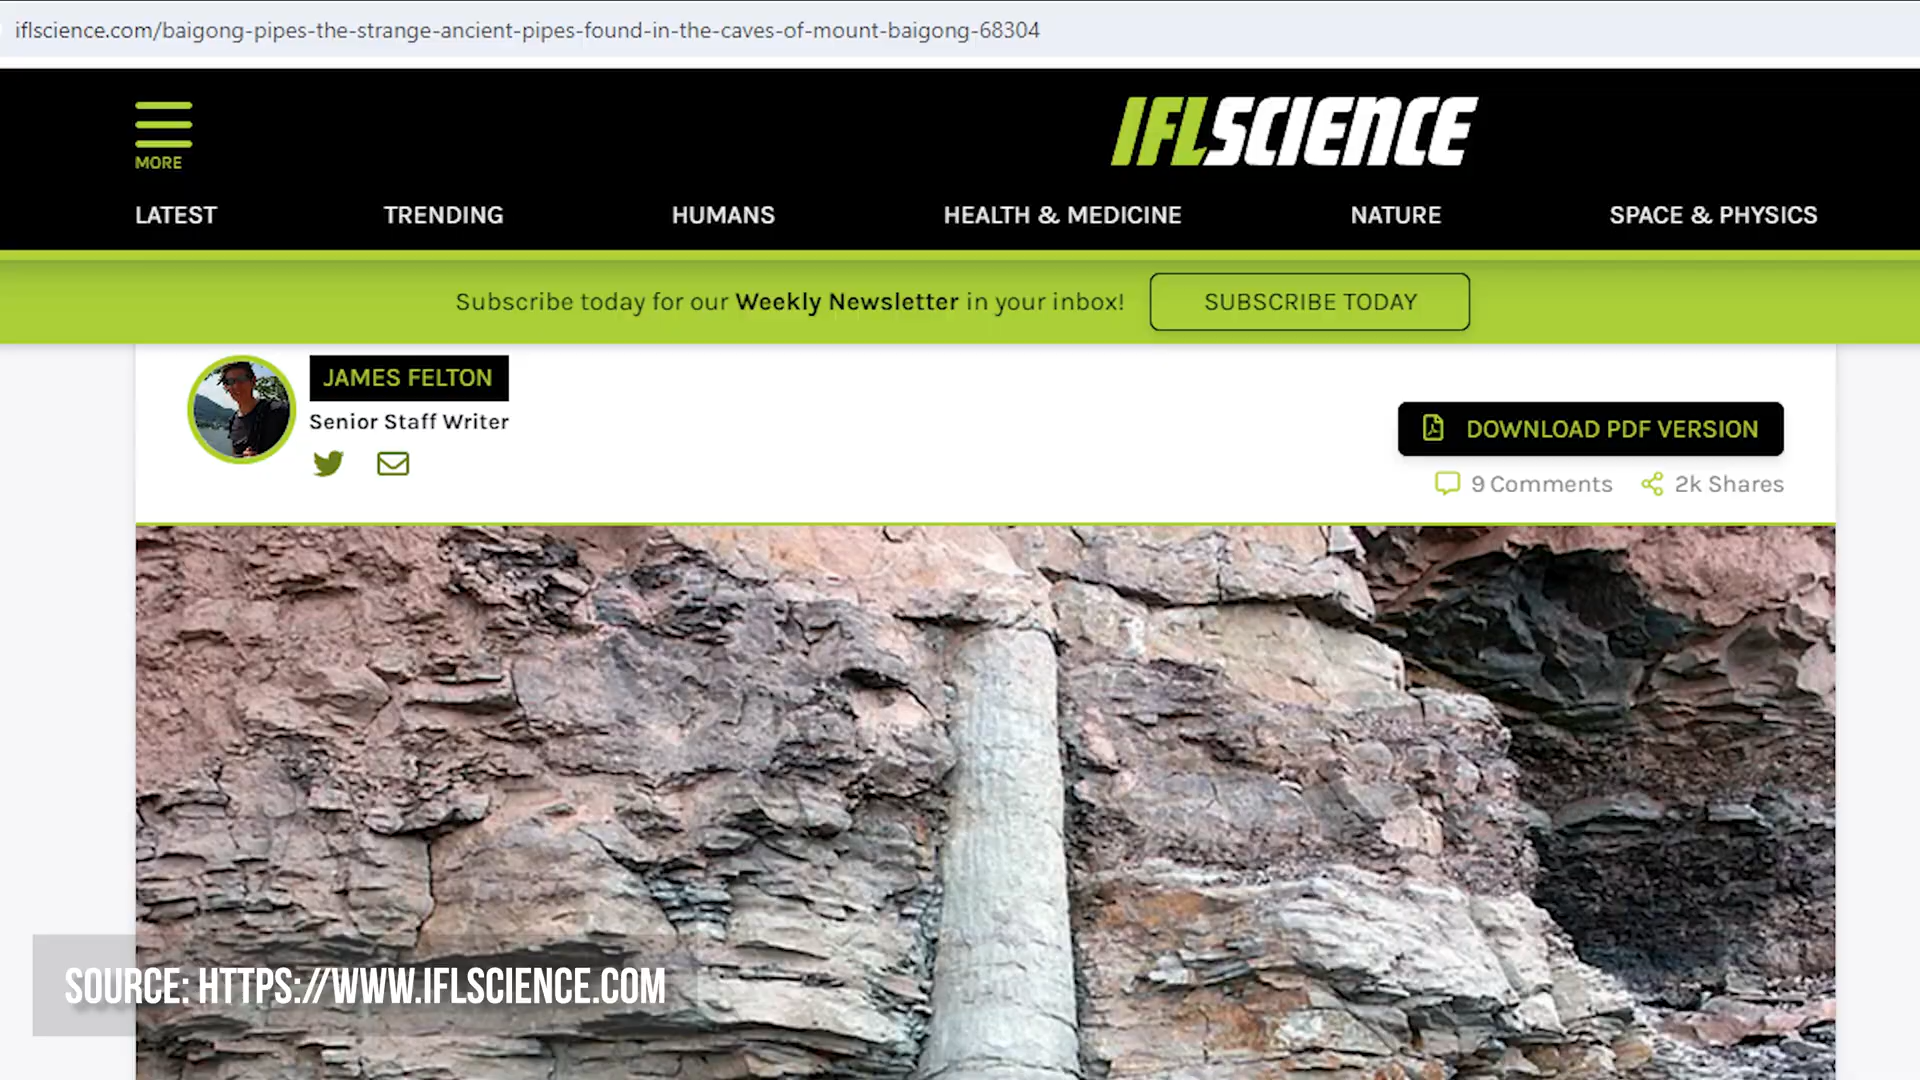 iflscience.com/baigong-pipes-the-strange-ancient-pipes-found-in-the-caves-of-mount-baigong-68304
MORE
IFLSCIENCE
LATEST TRENDING HUMANS HEALTH & MEDICINE NATURE SPACE & PHYSICS
Subscribe today for our Weekly Newsletter in your inbox! SUBSCRIBE TODAY
JAMES FELTON
Senior Staff Writer
DOWNLOAD PDF VERSION
9 Comments 2k Shares
SOURCE: HTTPS://WWW.IFLSCIENCE.COM